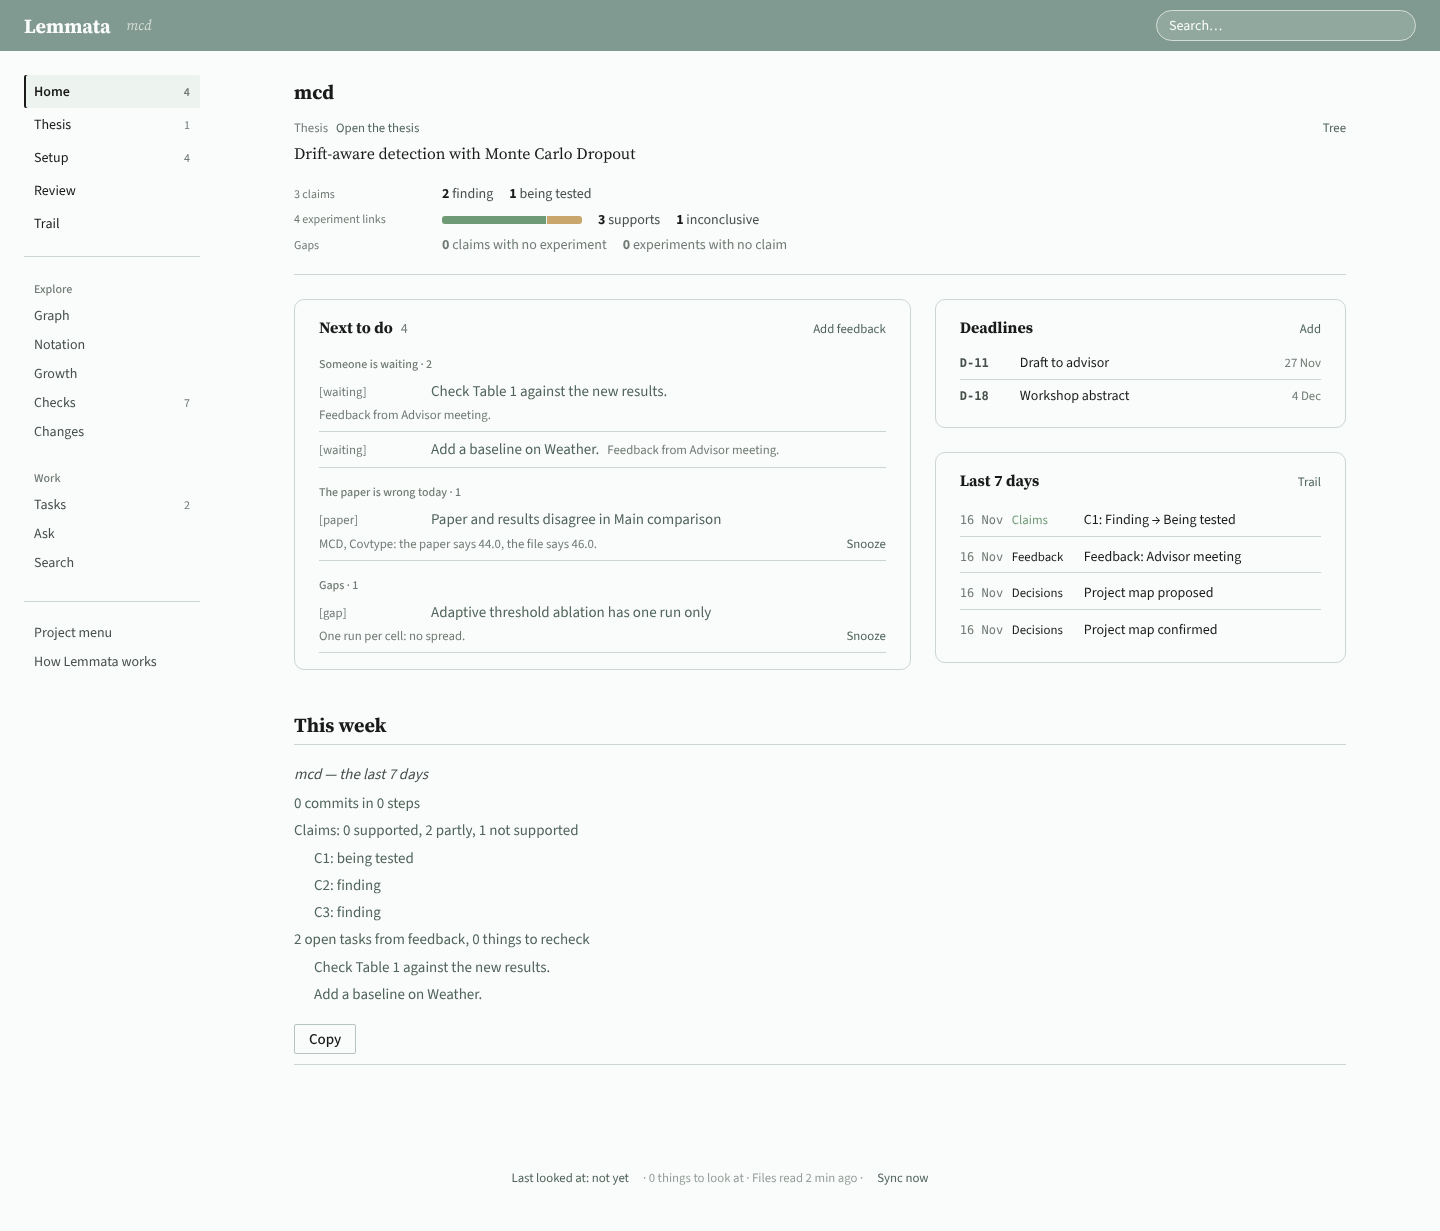 Lemmata mcd Search…
Home 4
Thesis 1
Setup 4
Review
Trail
Explore
Graph
Notation
Growth
Checks 7
Changes
Work
Tasks 2
Ask
Search
Project menu
How Lemmata works
mcd
Thesis Open the thesis Tree
Drift-aware detection with Monte Carlo Dropout
3 claims 2 finding 1 being tested
4 experiment links 3 supports 1 inconclusive
Gaps 0 claims with no experiment 0 experiments with no claim
Next to do 4 Add feedback
Someone is waiting · 2
[waiting] Check Table 1 against the new results.
Feedback from Advisor meeting.
[waiting] Add a baseline on Weather. Feedback from Advisor meeting.
The paper is wrong today · 1
[paper] Paper and results disagree in Main comparison
MCD, Covtype: the paper says 44.0, the file says 46.0. Snooze
Gaps · 1
[gap] Adaptive threshold ablation has one run only
One run per cell: no spread. Snooze
Deadlines Add
D-11 Draft to advisor 27 Nov
D-18 Workshop abstract 4 Dec
Last 7 days Trail
16 Nov Claims C1: Finding → Being tested
16 Nov Feedback Feedback: Advisor meeting
16 Nov Decisions Project map proposed
16 Nov Decisions Project map confirmed
This week
mcd — the last 7 days
0 commits in 0 steps
Claims: 0 supported, 2 partly, 1 not supported
C1: being tested
C2: finding
C3: finding
2 open tasks from feedback, 0 things to recheck
Check Table 1 against the new results.
Add a baseline on Weather.
Copy
Last looked at: not yet · 0 things to look at · Files read 2 min ago · Sync now